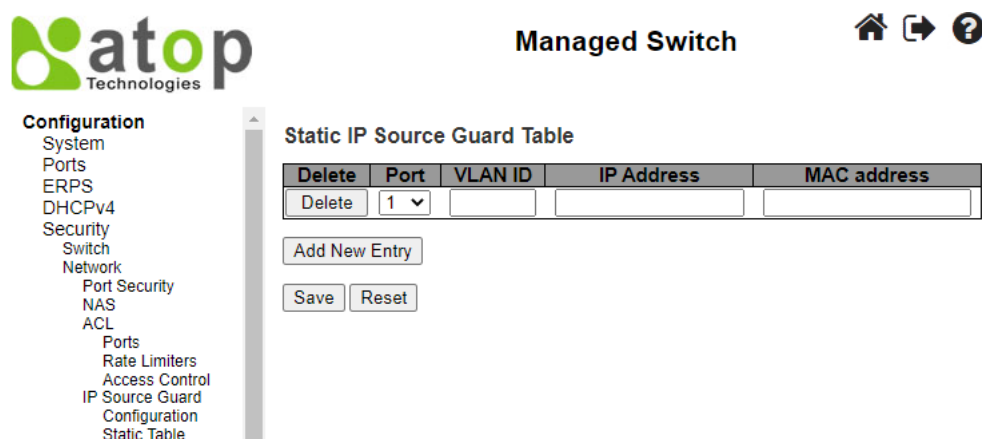 atop
Technologies
Managed Switch
Configuration
System
Ports
ERPS
DHCPv4
Security
Switch
Network
Port Security
NAS
ACL
Ports
Rate Limiters
Access Control
IP Source Guard
Configuration
Static Table
Static IP Source Guard Table
Delete Port VLAN ID IP Address MAC address
Delete 1
Add New Entry
Save Reset